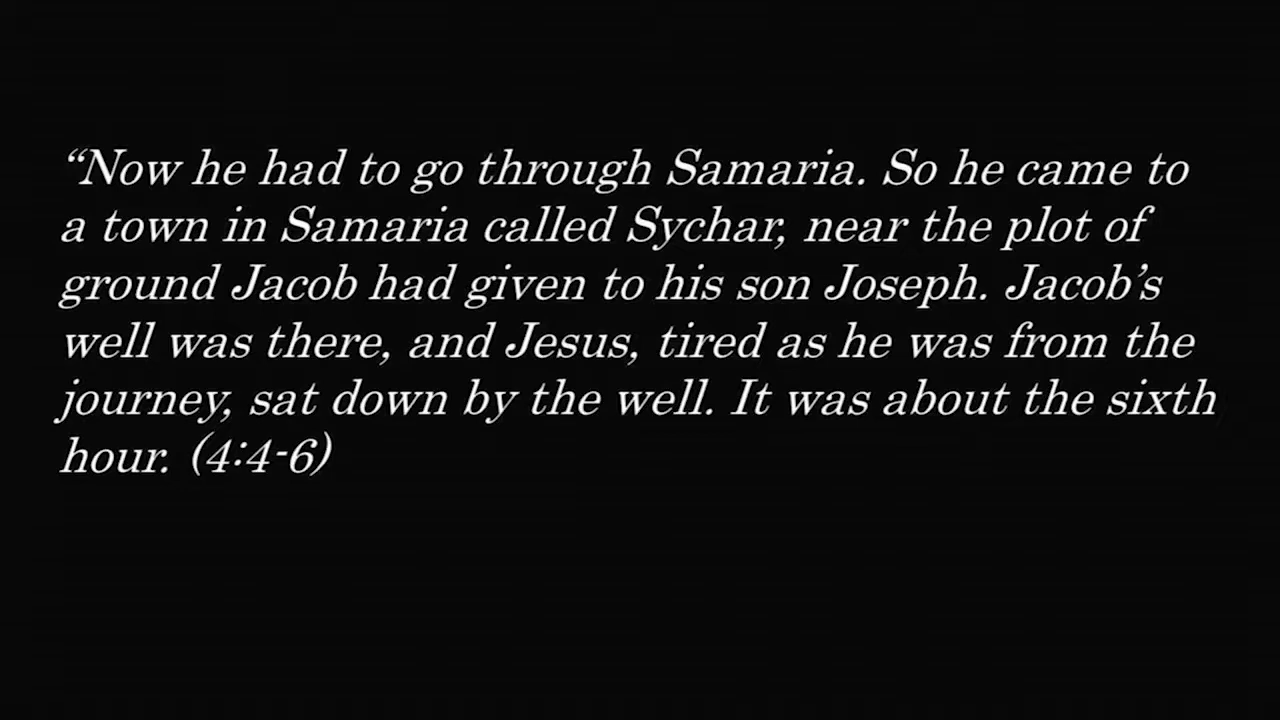 “Now he had to go through Samaria. So he came to
a town in Samaria called Sychar, near the plot of
ground Jacob had given to his son Joseph. Jacob’s
well was there, and Jesus, tired as he was from the
journey, sat down by the well. It was about the sixth
hour. (4:4-6)